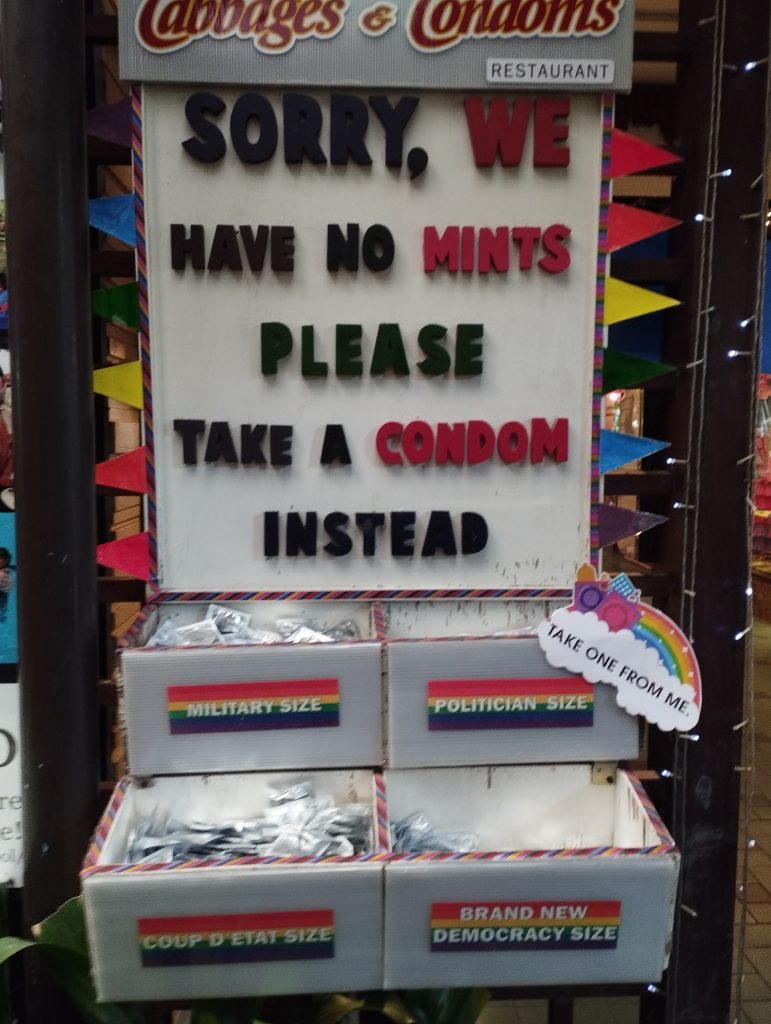 Cabbages & Condoms
RESTAURANT
SORRY, WE
HAVE NO MINTS
PLEASE
TAKE A CONDOM
INSTEAD
TAKE ONE FROM ME.
MILITARY SIZE
POLITICIAN SIZE
COUP D'ETAT SIZE
BRAND NEW
DEMOCRACY SIZE